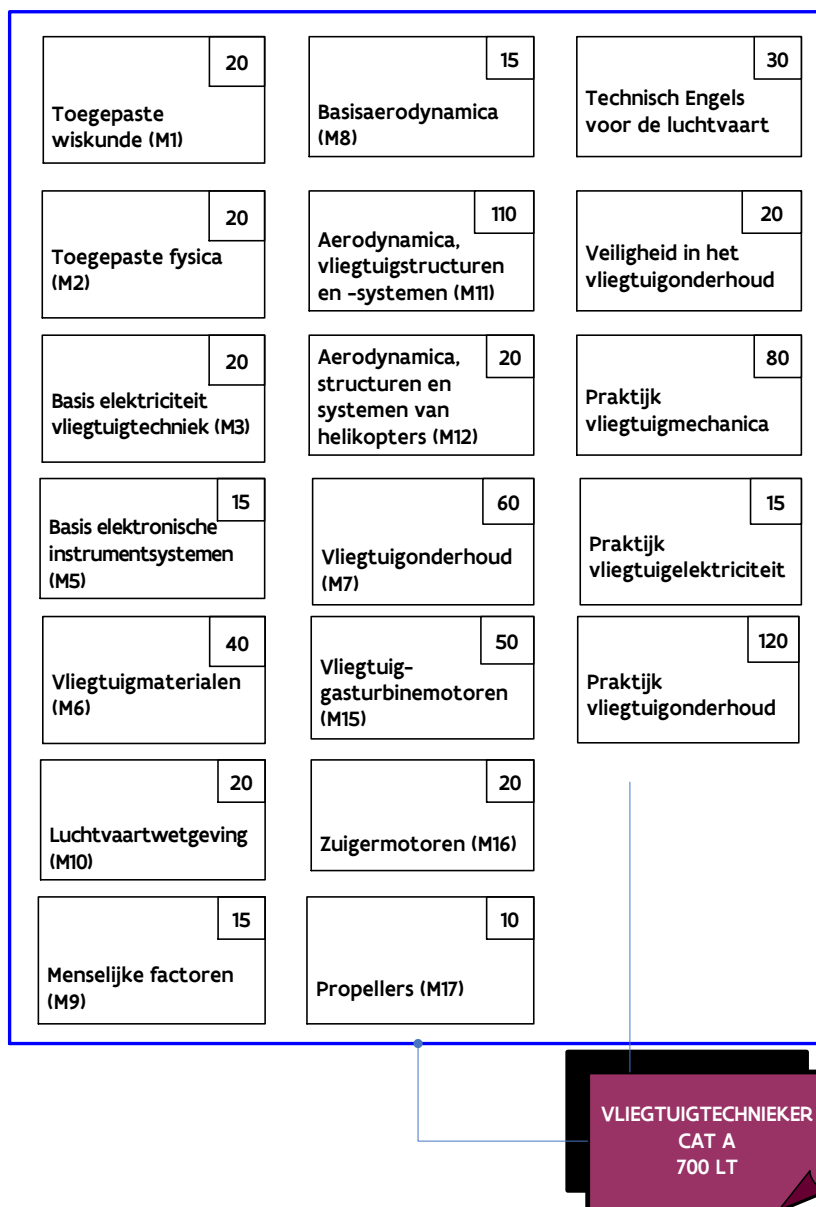 20
Toegepaste
wiskunde (M1)
20
Toegepaste fysica
(M2)
20
Basis elektriciteit
vliegtuigtechniek (M3)
15
Basis elektronische
instrumentsystemen
(M5)
40
Vliegtuigmaterialen
(M6)
20
Luchtvaartwetgeving
(M10)
15
Menselijke factoren
(M9)
15
Basisaerodynamica
(M8)
110
Aerodynamica,
vliegtuigstructuren
en -systemen (M11)
20
Aerodynamica,
structuren en
systemen van
helikopters (M12)
60
Vliegtuigonderhoud
(M7)
50
Vliegtuig-
gasturbinemotoren
(M15)
20
Zuigermotoren (M16)
10
Propellers (M17)
30
Technisch Engels
voor de luchtvaart
20
Veiligheid in het
vliegtuigonderhoud
80
Praktijk
vliegtuigmechanica
15
Praktijk
vliegtuigelektriciteit
120
Praktijk
vliegtuigonderhoud
VLIEGTUIGTECHNIEKER
CAT A
700 LT